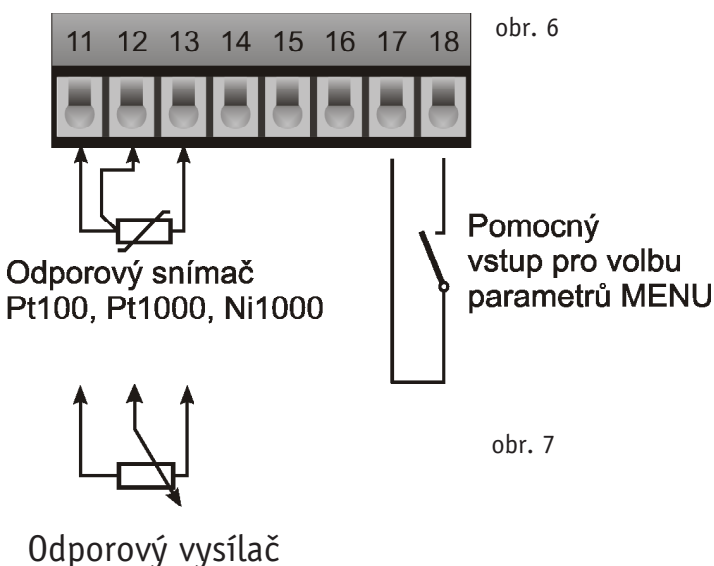 obr. 6
11 12 13 14 15 16 17 18
Odporový snímač
Pt100, Pt1000, Ni1000
Pomocný
vstup pro volbu
parametrů MENU
obr. 7
Odporový vysílač